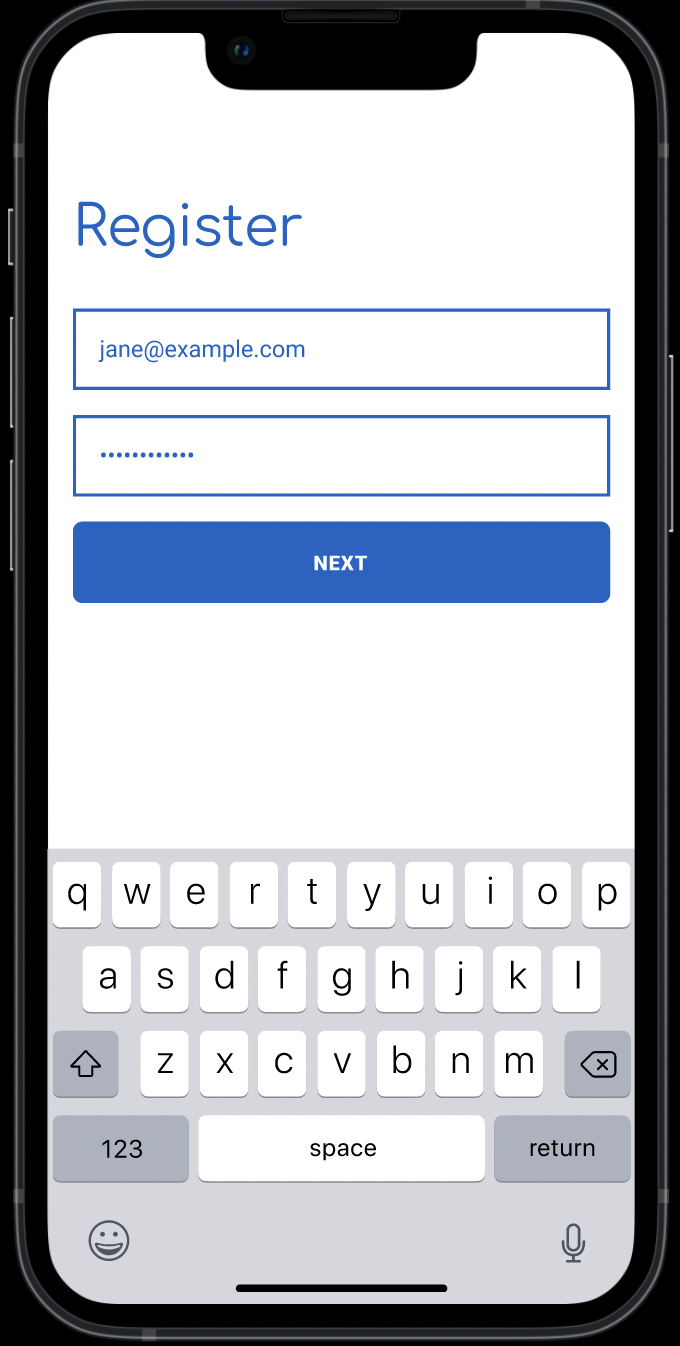 Register
jane@example.com
••••••••••••
NEXT
q w e r t y u i o p
a s d f g h j k l
z x c v b n m
123 space return